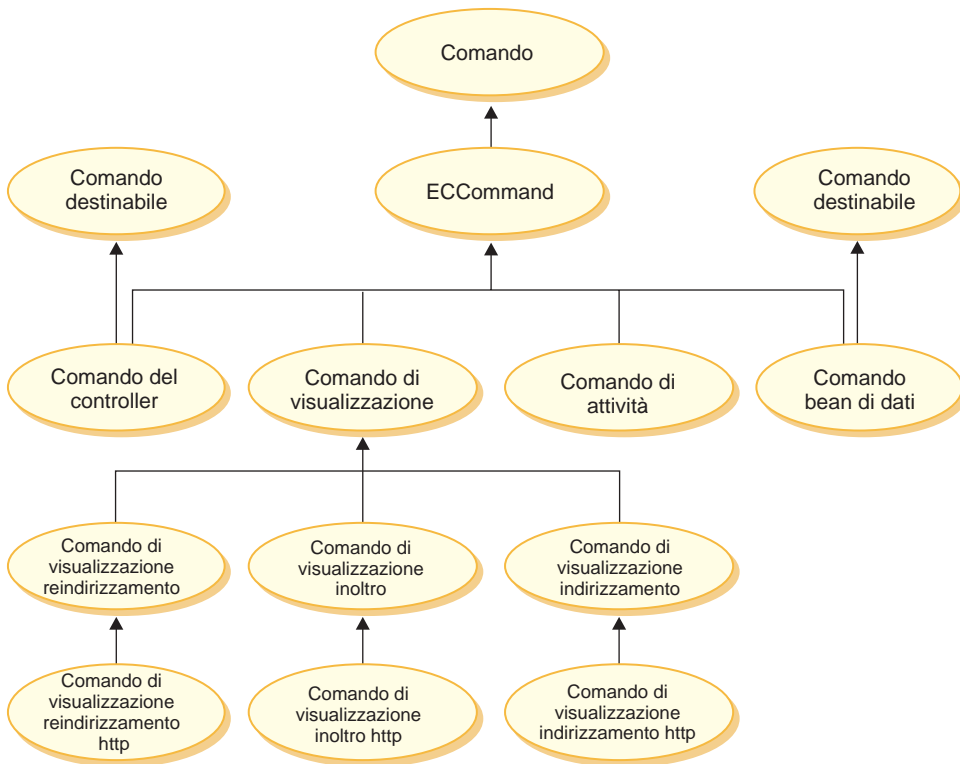 Comando
Comando
destinabile
ECCommand
Comando
destinabile
Comando del
controller
Comando di
visualizzazione
Comando di
attività
Comando
bean di dati
Comando di
visualizzazione
reindirizzamento
Comando di
visualizzazione
inoltro
Comando di
visualizzazione
indirizzamento
Comando di
visualizzazione
reindirizzamento
http
Comando di
visualizzazione
inoltro http
Comando di
visualizzazione
indirizzamento http